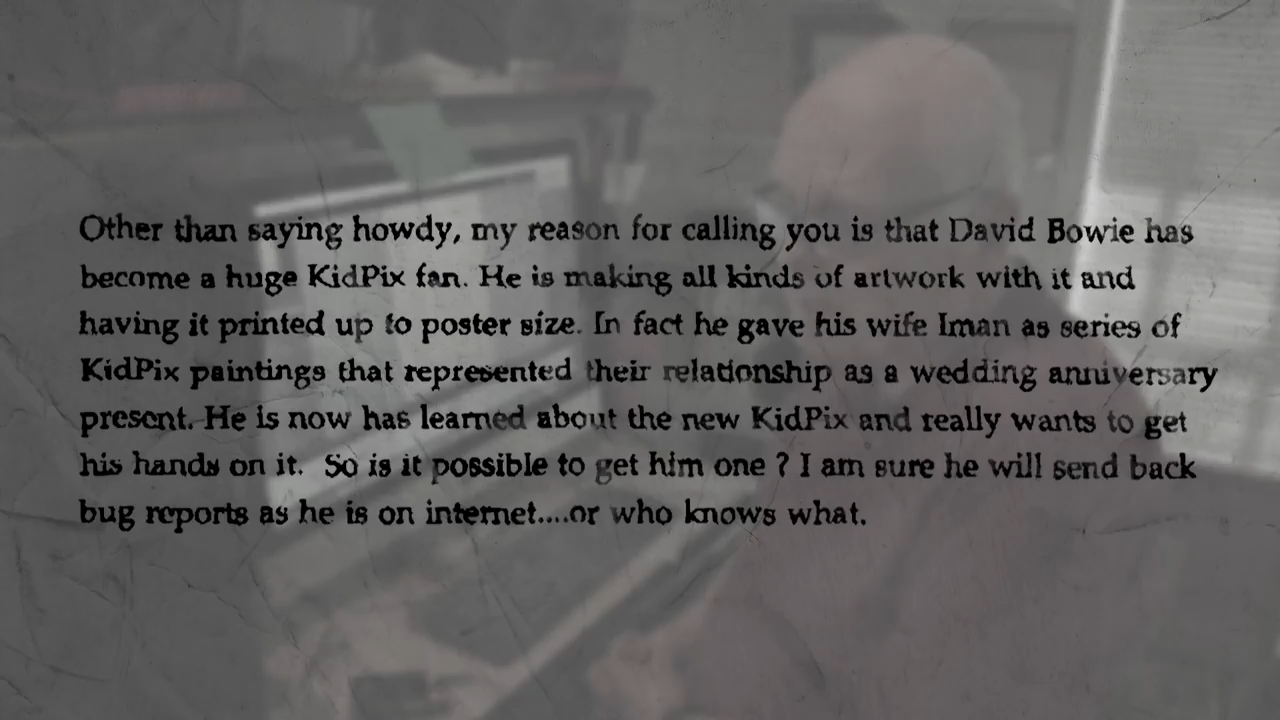 Other than saying howdy, my reason for calling you is that David Bowie has
become a huge KidPix fan. He is making all kinds of artwork with it and
having it printed up to poster size. In fact he gave his wife Iman as series of
KidPix paintings that represented their relationship as a wedding anniversary
present. He is now has learned about the new KidPix and really wants to get
his hands on it.  So is it possible to get him one ? I am sure he will send back
bug reports as he is on internet....or who knows what.